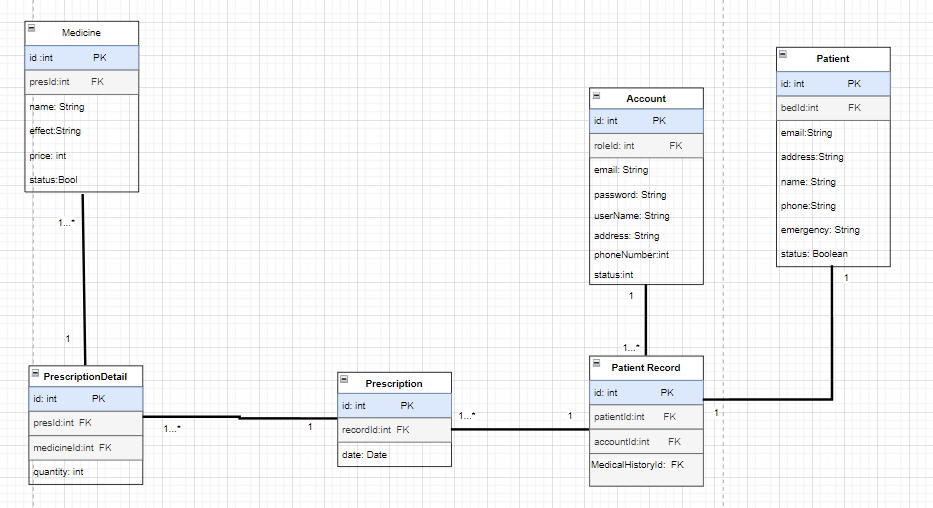 Medicine
id :int PK
presId:int FK
name: String
effect:String
price: int
status:Bool
1...*
1
PrescriptionDetail
id: int PK
presId:int FK
medicineId:int FK
quantity: int
1...*
1
Prescription
id: int PK
recordId:int FK
date: Date
1...*
1
Account
id: int PK
roleId: int FK
email: String
password: String
userName: String
address: String
phoneNumber:int
status:int
1
1...*
Patient Record
id: int PK
patientId:int FK
accountId:int FK
MedicalHistoryId: FK
1
Patient
id: int PK
bedId:int FK
email:String
address:String
name: String
phone:String
emergency: String
status: Boolean
1